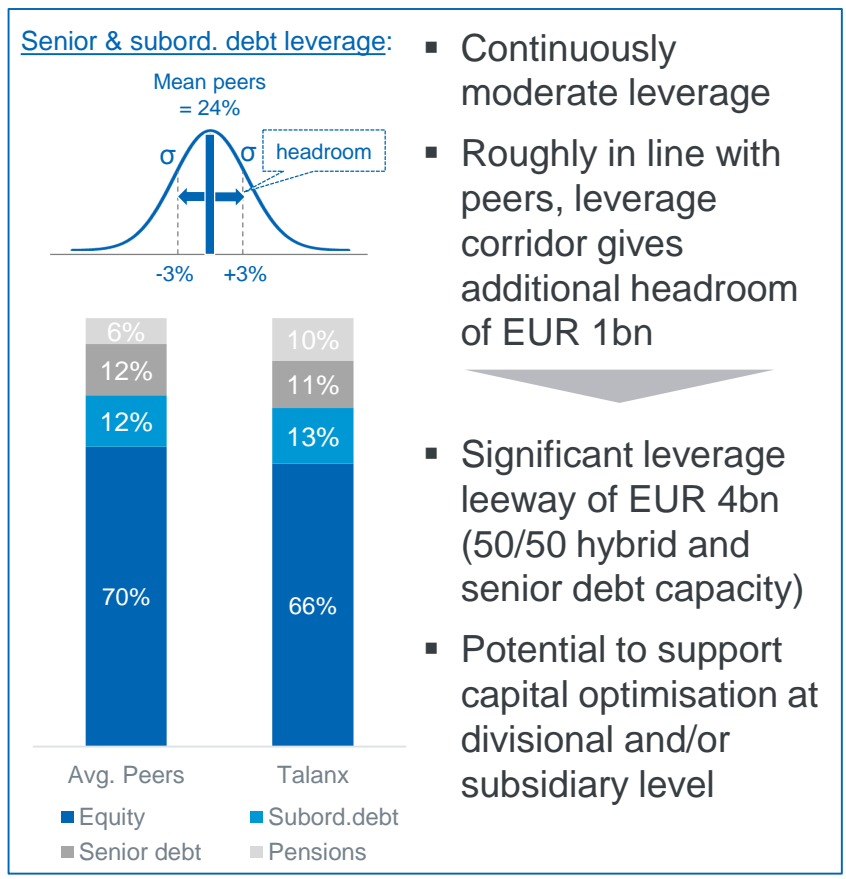 Senior & subord. debt leverage:
Mean peers
= 24%
σ
σ
headroom
-3%
+3%
6%
12%
12%
70%
10%
11%
13%
66%
Avg. Peers
Talanx
Equity
Subord.debt
Senior debt
Pensions
▪ Continuously
moderate leverage
▪ Roughly in line with
peers, leverage
corridor gives
additional headroom
of EUR 1bn
▪ Significant leverage
leeway of EUR 4bn
(50/50 hybrid and
senior debt capacity)
▪ Potential to support
capital optimisation at
divisional and/or
subsidiary level